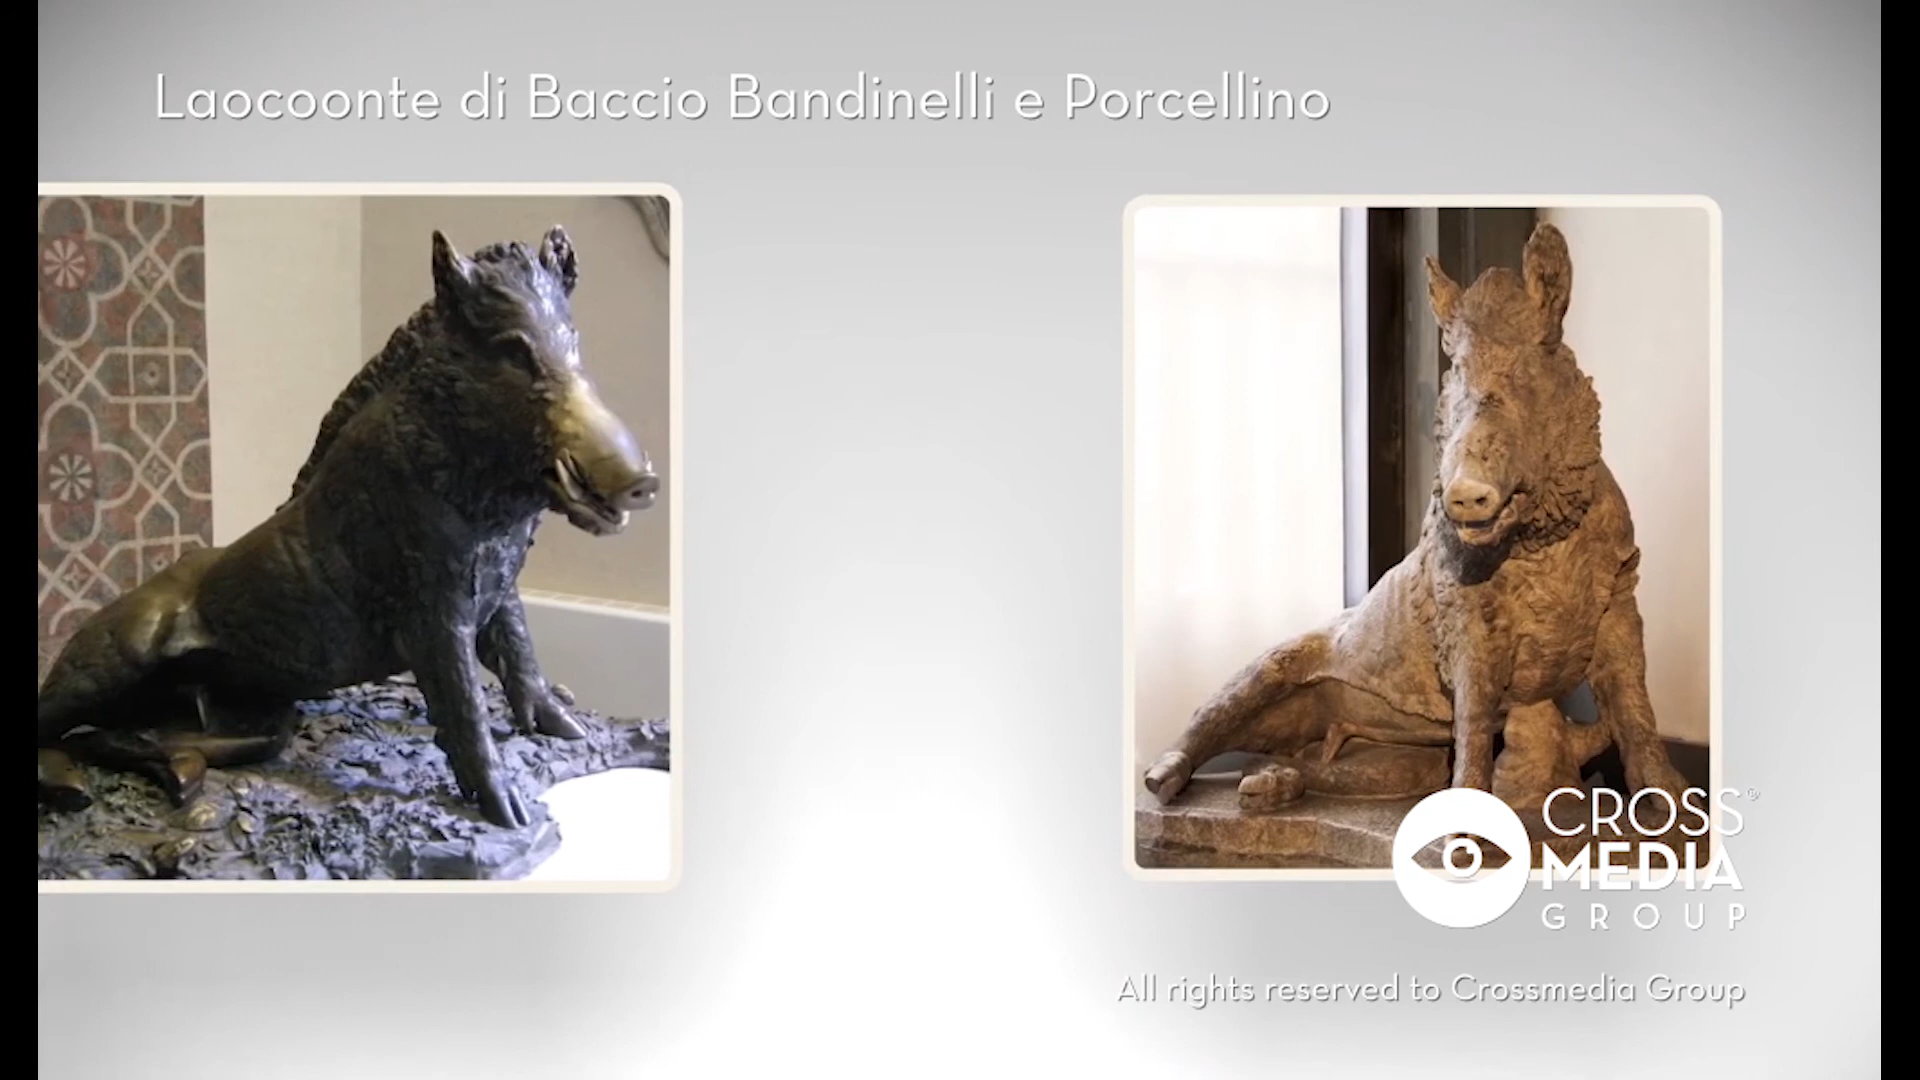 Laocoonte di Baccio Bandinelli e Porcellino
CROSS®
MEDIA
GROUP
All rights reserved to Crossmedia Group